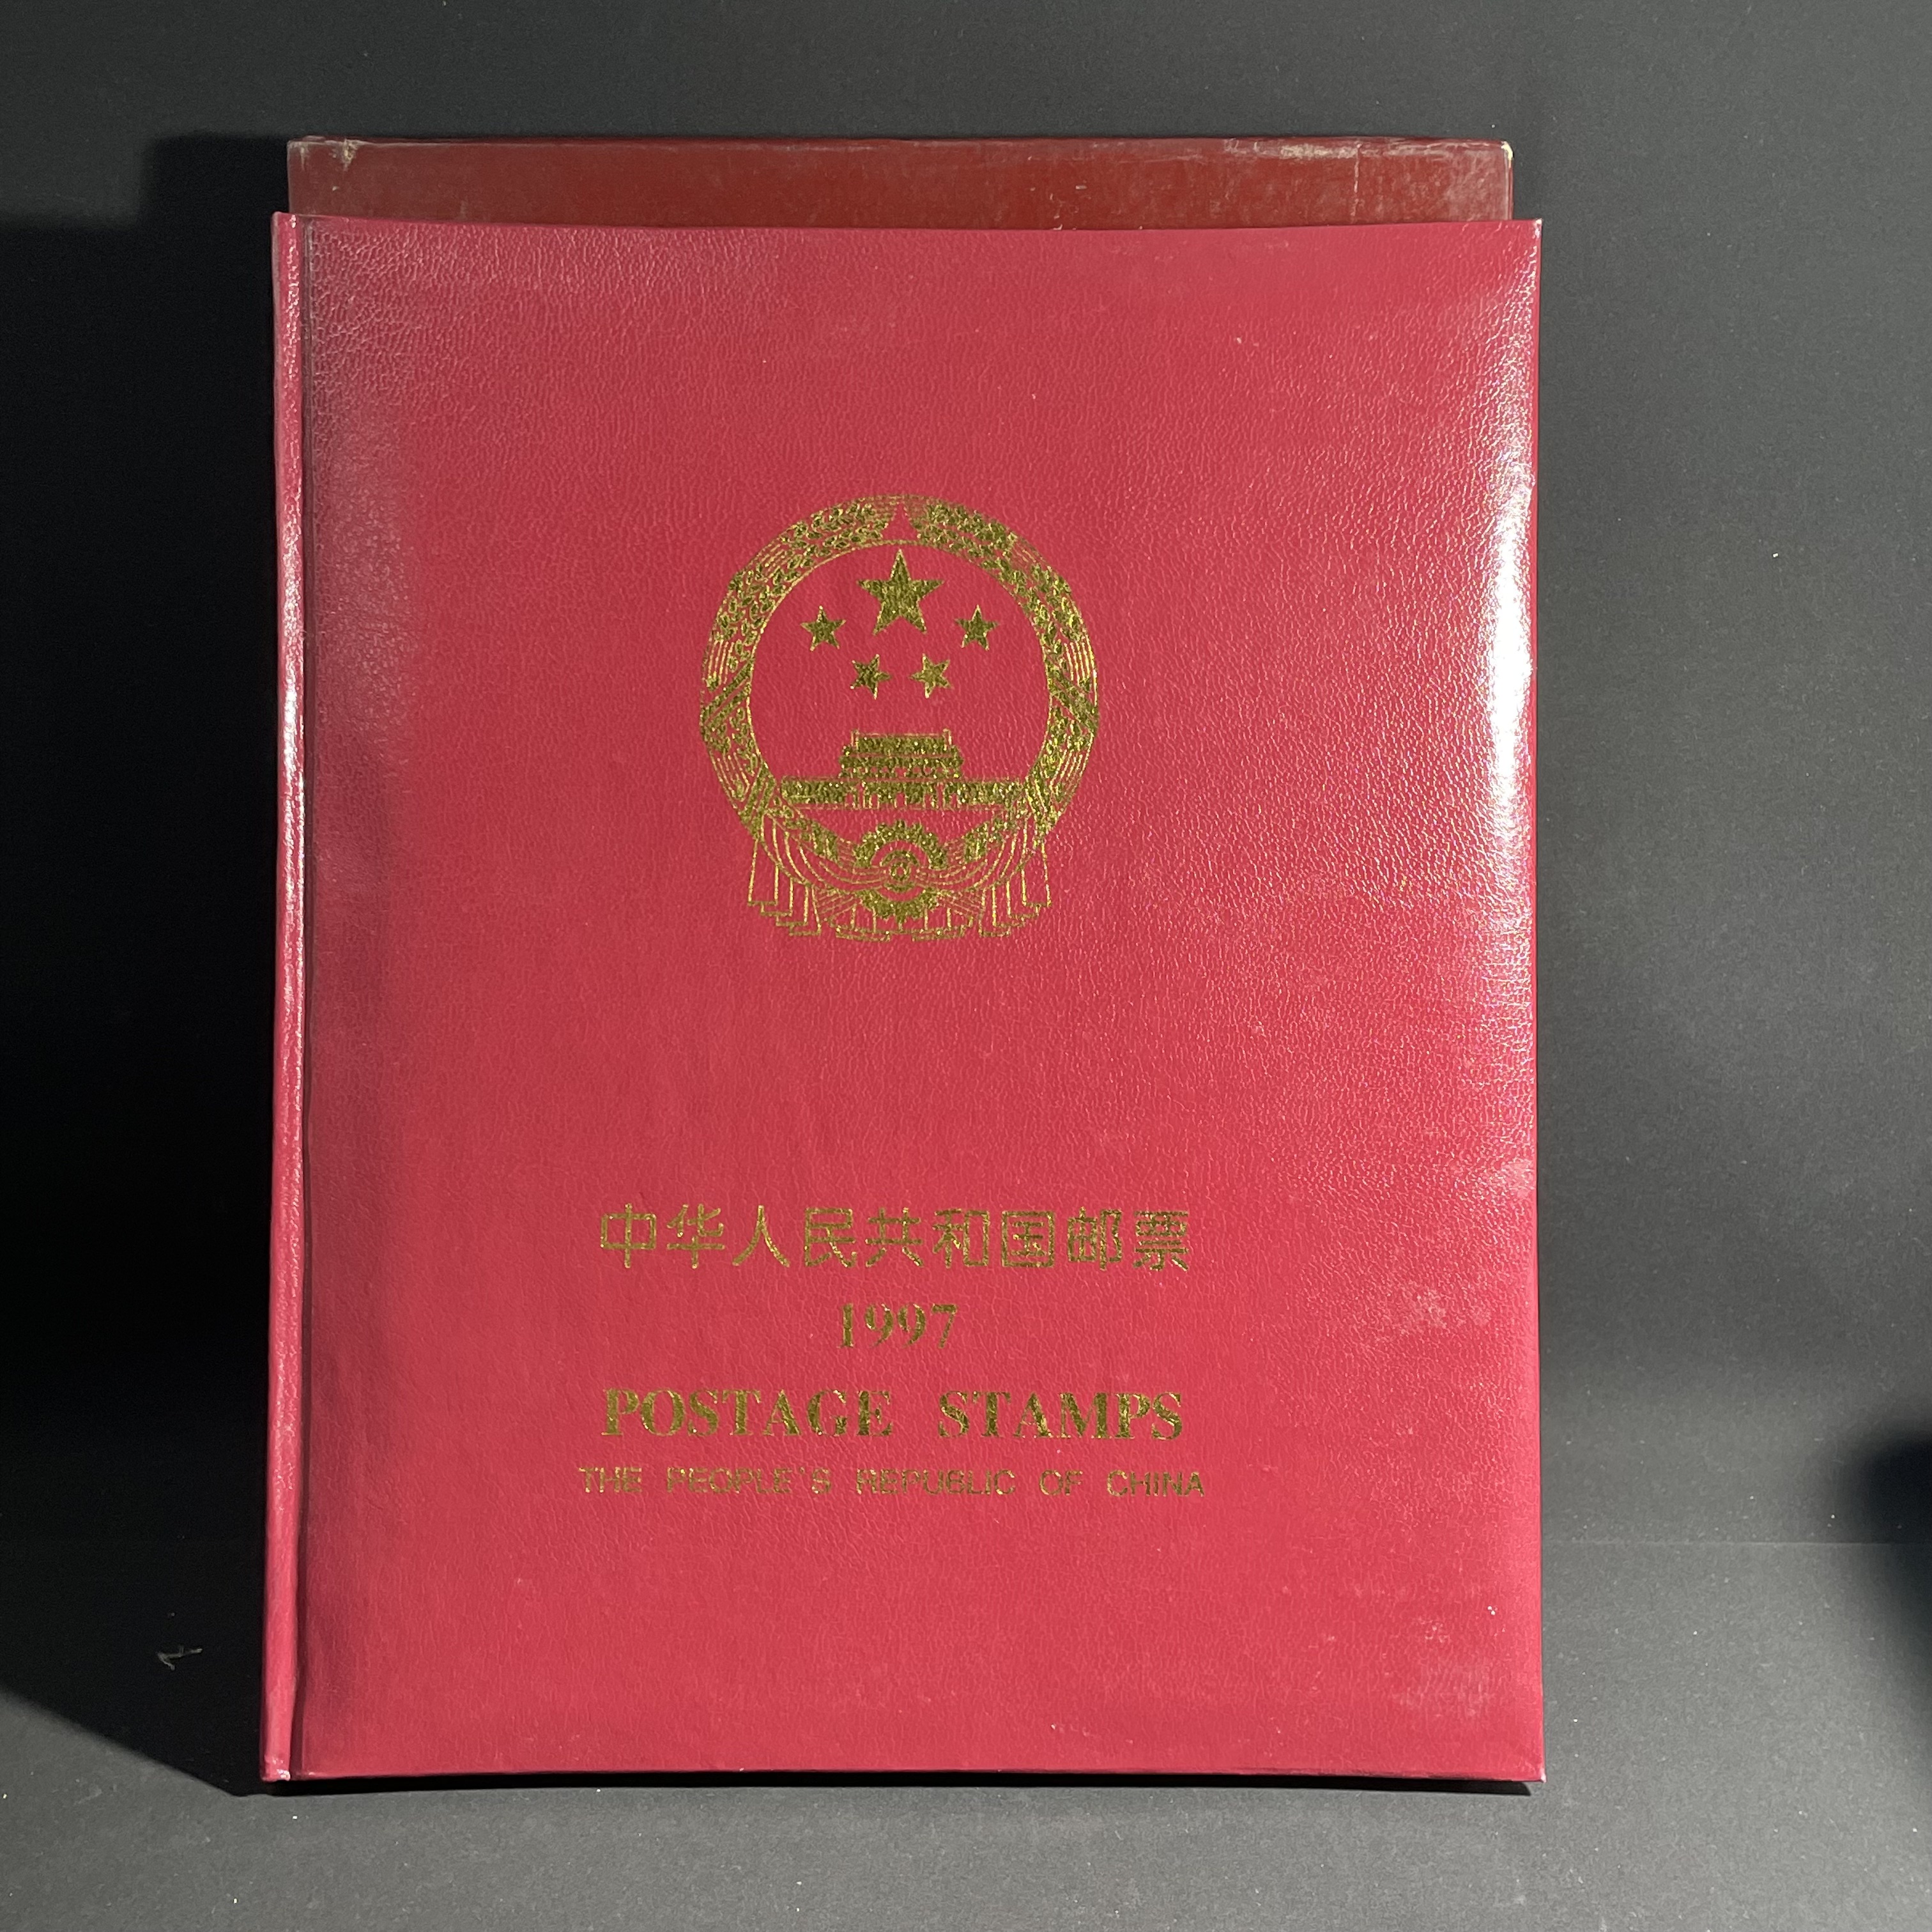 中华人民共和国邮票
1997
POSTAGE STAMPS
THE PEOPLE'S REPUBLIC OF CHINA